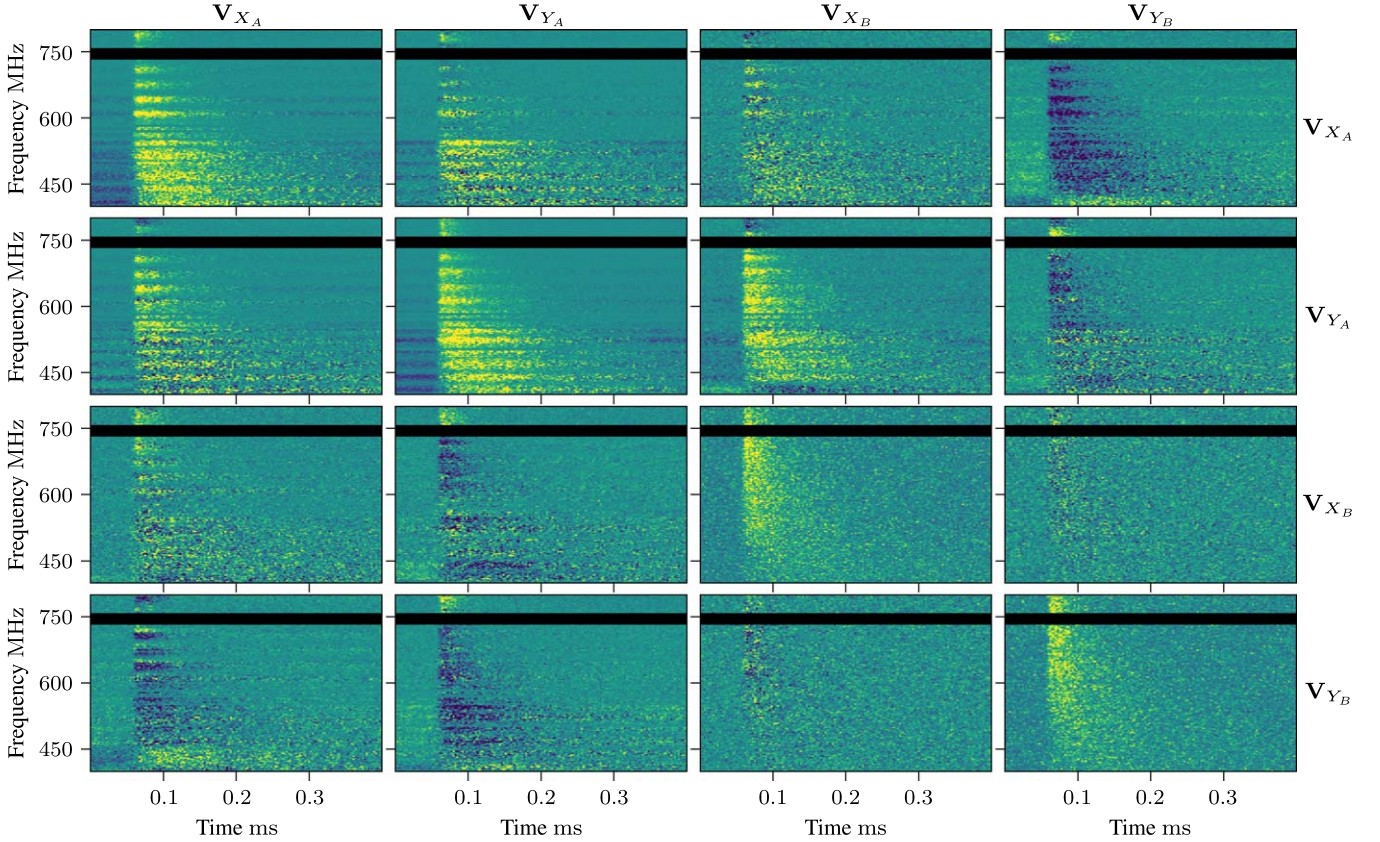 V_{X_A} V_{Y_A} V_{X_B} V_{Y_B}
Frequency MHz 750 600 450 V_{X_A}
Frequency MHz 750 600 450 V_{Y_A}
Frequency MHz 750 600 450 V_{X_B}
Frequency MHz 750 600 450 V_{Y_B}
0.1 0.2 0.3 0.1 0.2 0.3 0.1 0.2 0.3 0.1 0.2 0.3
Time ms Time ms Time ms Time ms